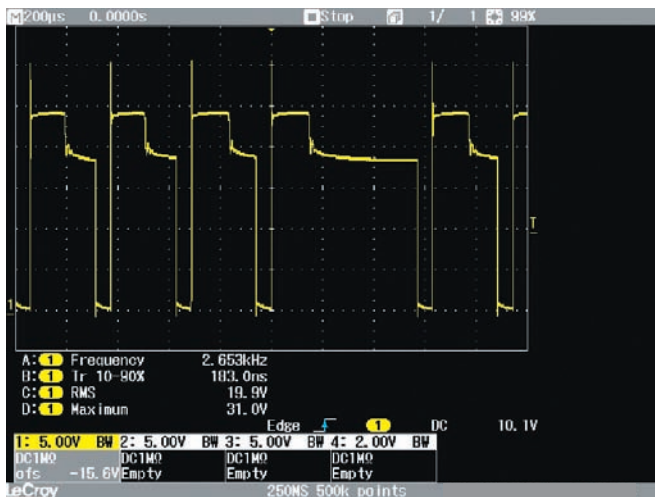 M 200µs 0.0000s Stop 1/ 1 99%
T
1
A: 1 Frequency 2.653kHz
B: 1 Tr 10-90% 183.0ns
C: 1 RMS 19.9V
D: 1 Maximum 31.0V
Edge 1 DC 10.1V
1: 5.00V BW 2: 5.00V BW 3: 5.00V BW 4: 2.00V BW
DC1MΩ DC1MΩ DC1MΩ DC1MΩ
ofs -15.6V Empty Empty Empty
LeCroy 250MS 500k points